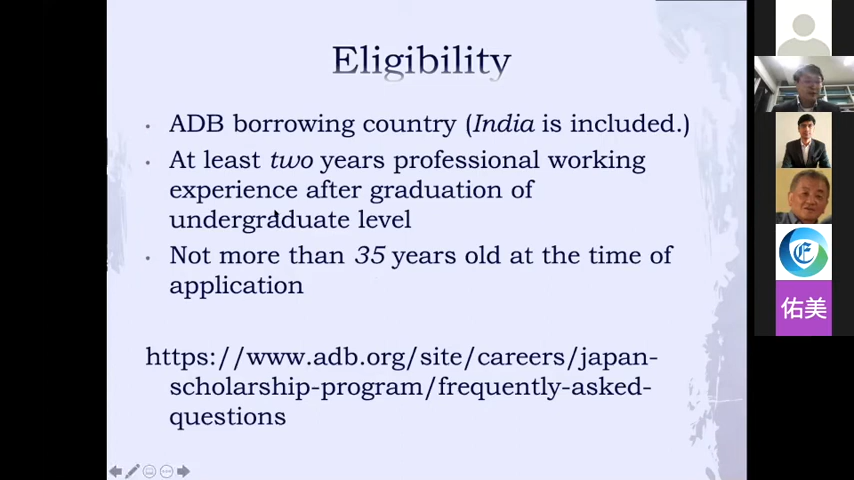 Eligibility
• ADB borrowing country (India is included.)
• At least two years professional working
experience after graduation of
undergraduate level
• Not more than 35 years old at the time of
application
https://www.adb.org/site/careers/japan-
scholarship-program/frequently-asked-
questions
E
佑美